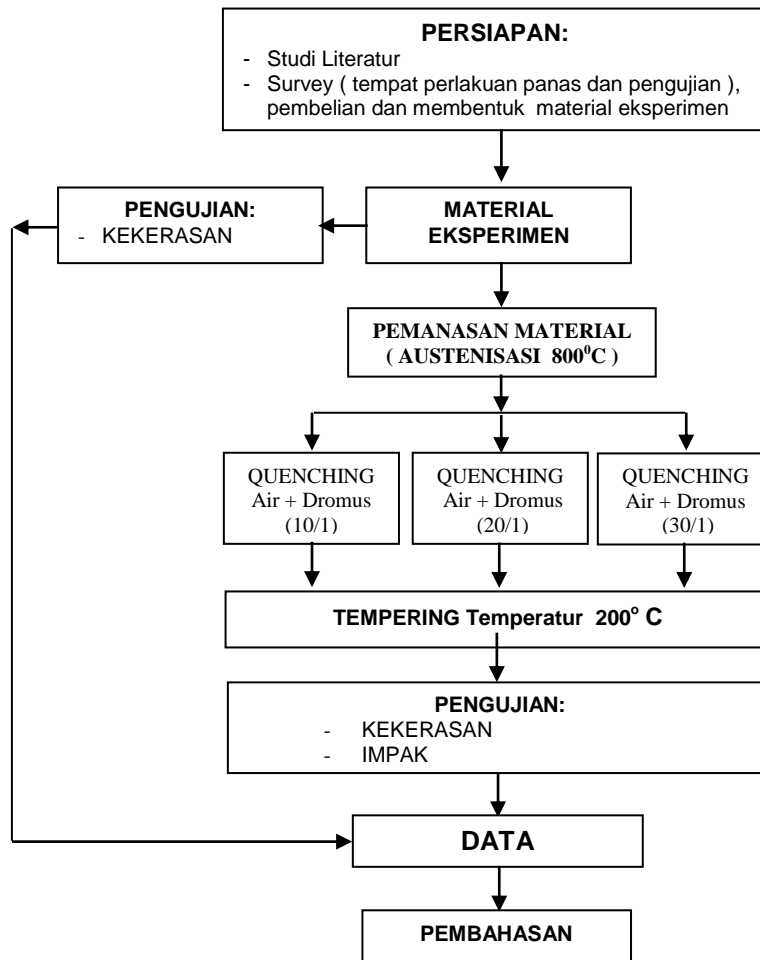 PERSIAPAN:
- Studi Literatur
- Survey ( tempat perlakuan panas dan pengujian ),
pembelian dan membentuk material eksperimen
PENGUJIAN:
- KEKERASAN
MATERIAL
EKSPERIMEN
PEMANASAN MATERIAL
( AUSTENISASI 800⁰C )
QUENCHING
Air + Dromus
(10/1)
QUENCHING
Air + Dromus
(20/1)
QUENCHING
Air + Dromus
(30/1)
TEMPERING Temperatur 200° C
PENGUJIAN:
- KEKERASAN
- IMPAK
DATA
PEMBAHASAN